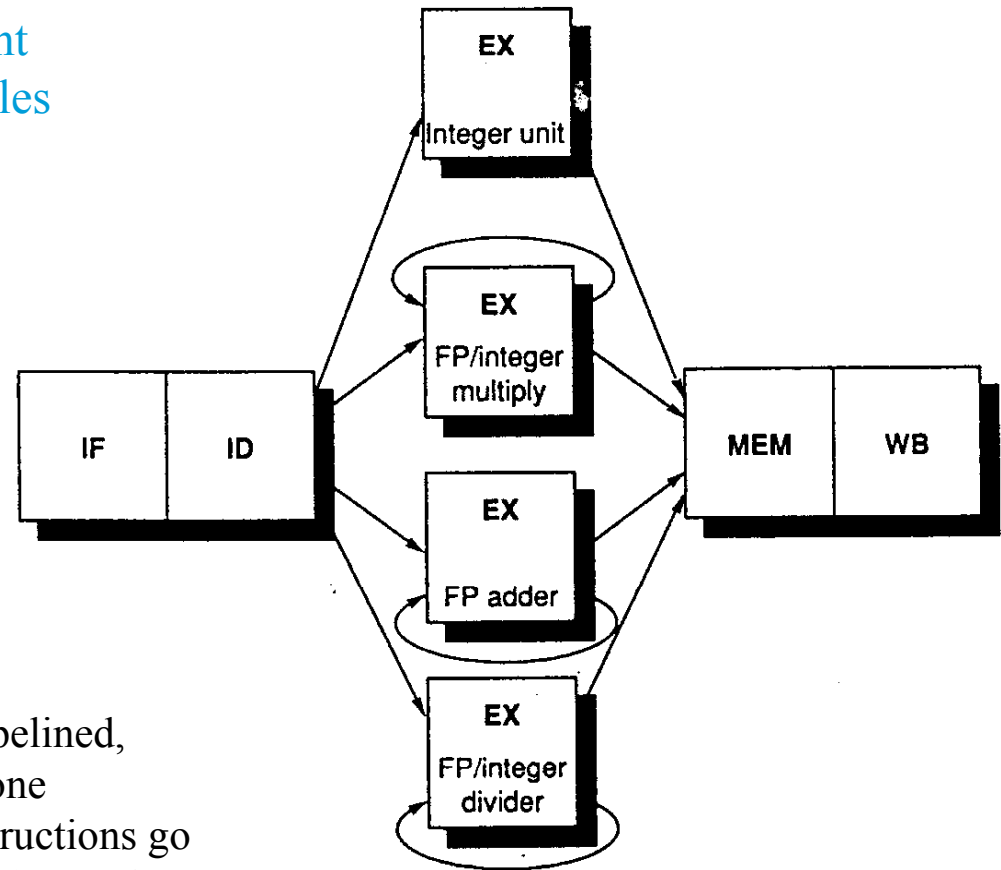 nt
les
EX
Integer unit
EX
FP/integer
multiply
IF
ID
MEM
WB
EX
FP adder
EX
FP/integer
divider
pelined,
one
ructions go